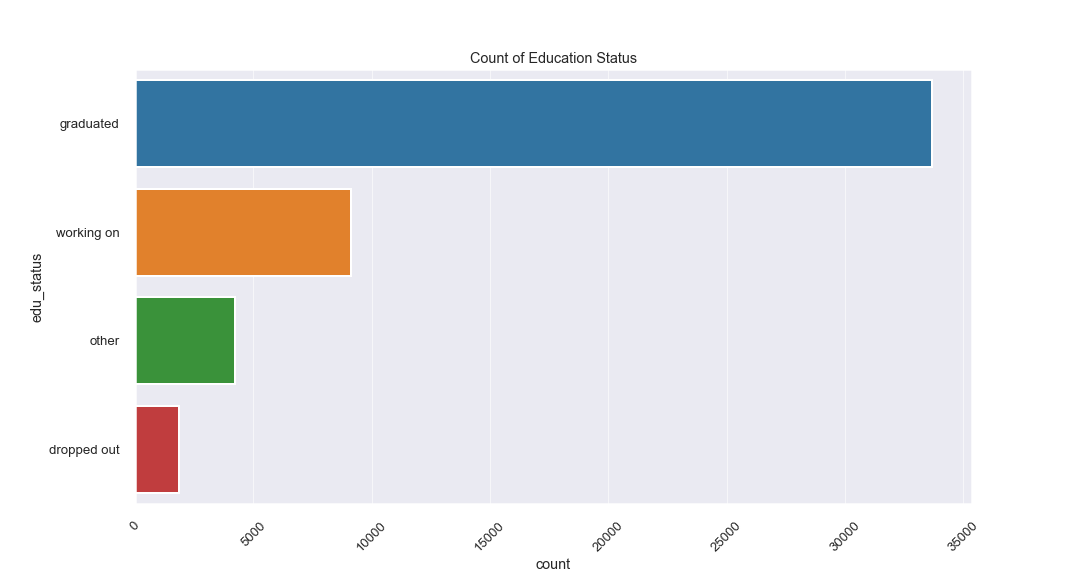 Count of Education Status
graduated
working on
other
dropped out
edu_status
0
5000
10000
15000
20000
25000
30000
35000
count